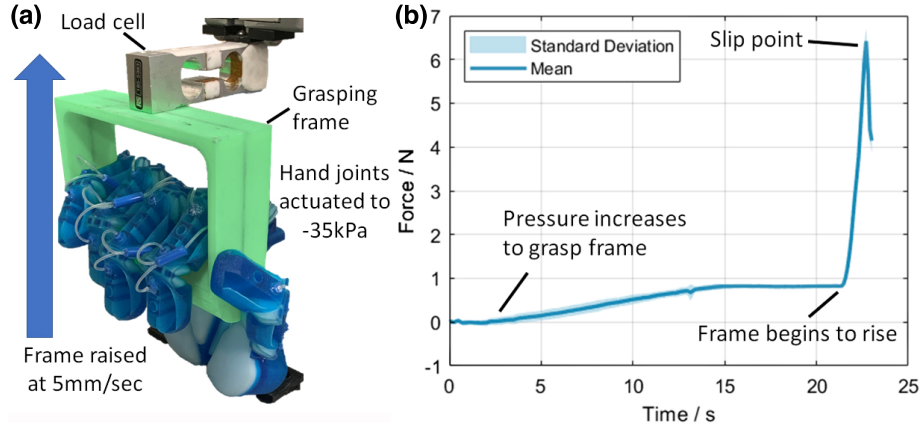 (a)
Load cell
Grasping
frame
Hand joints
actuated to
-35kPa
Frame raised
at 5mm/sec
(b)
7
6
5
4
3
2
1
0
-1
Force / N
Standard Deviation
Mean
Slip point
Pressure increases
to grasp frame
Frame begins to rise
0
5
10
15
20
25
Time / s